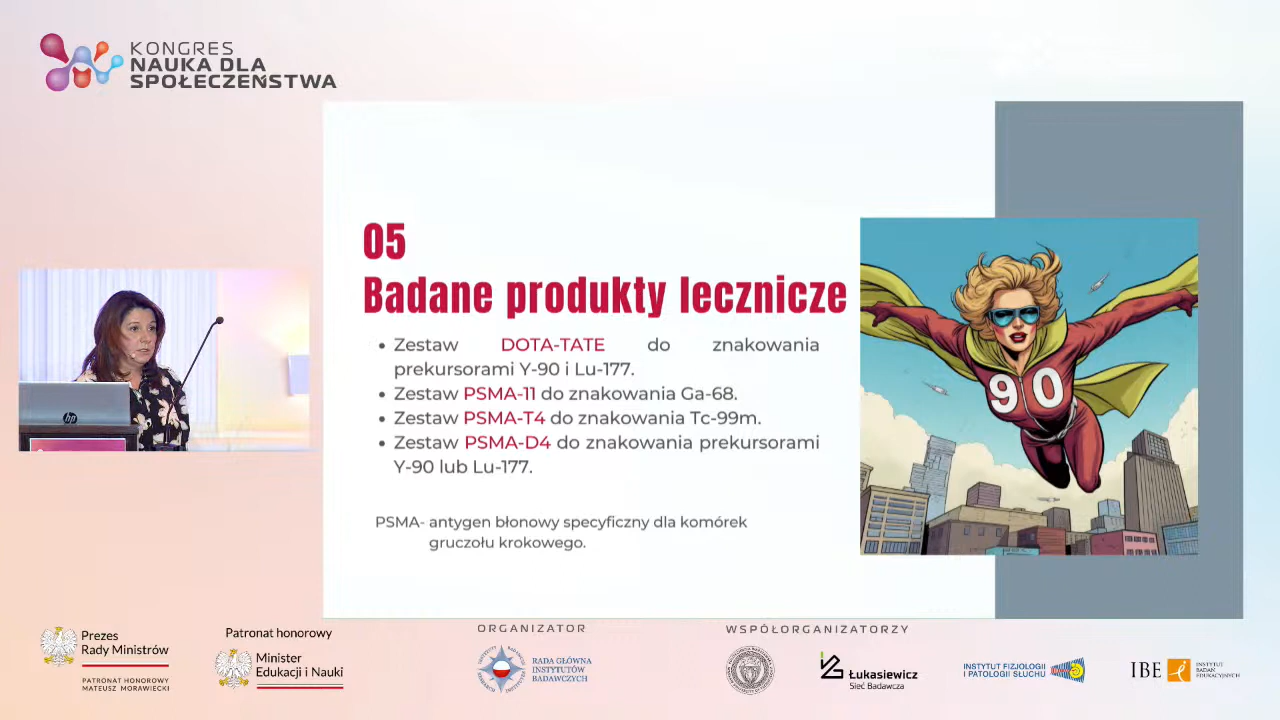 KONGRES
NAUKA DLA
SPOŁECZEŃSTWA
05
Badane produkty lecznicze
• Zestaw DOTA-TATE do znakowania
prekursorami Y-90 i Lu-177.
• Zestaw PSMA-11 do znakowania Ga-68.
• Zestaw PSMA-T4 do znakowania Tc-99m.
• Zestaw PSMA-D4 do znakowania prekursorami
Y-90 lub Lu-177.
PSMA- antygen błonowy specyficzny dla komórek
gruczołu krokowego.
90
hp
Prezes
Rady Ministrów
PATRONAT HONOROWY
MATEUSZ MORAWIECKI
Patronat honorowy
Minister
Edukacji i Nauki
ORGANIZATOR
RADA GŁÓWNA
INSTYTUTÓW
BADAWCZYCH
WSPÓŁORGANIZATORZY
Łukasiewicz
Sieć Badawcza
INSTYTUT FIZJOLOGII
I PATOLOGII SŁUCHU
IBE
INSTYTUT
BADAŃ
EDUKACYJNYCH